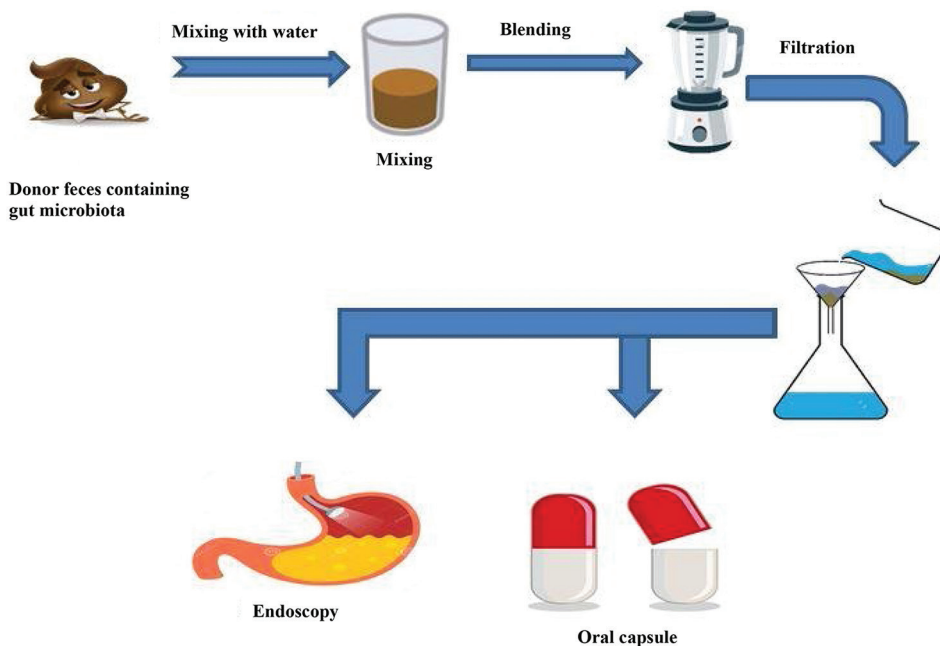 Mixing with water
Blending
Filtration
Mixing
Donor feces containing
gut microbiota
Endoscopy
Oral capsule